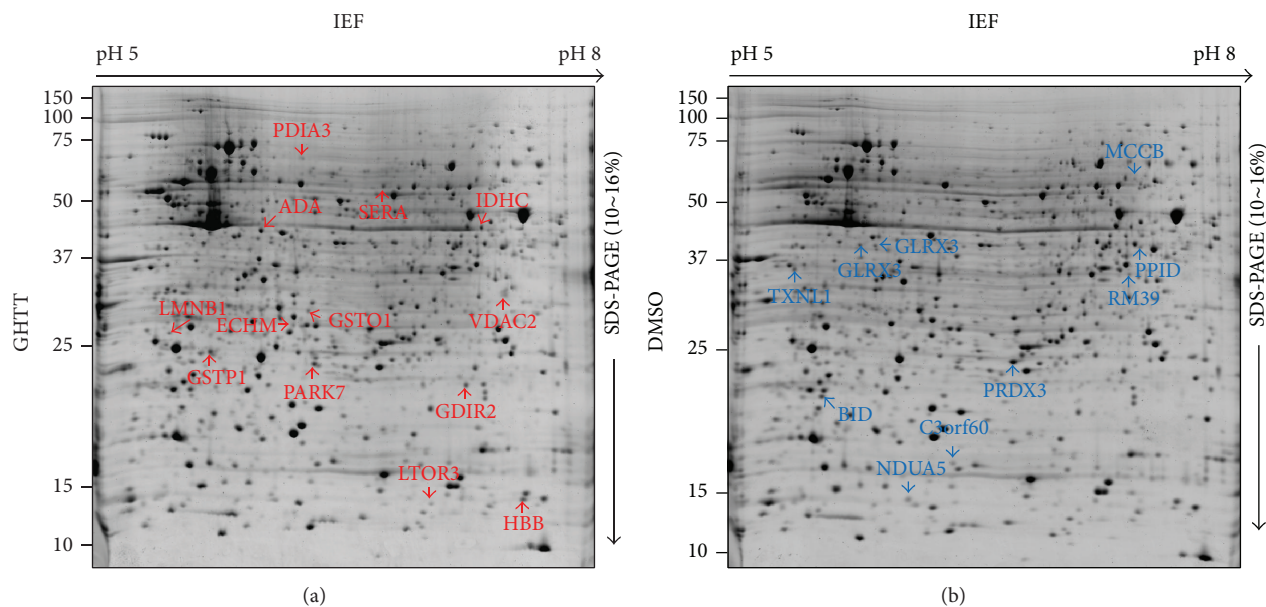 IEF
pH 5 pH 8
150
100
75
50
37
25
15
10
GHTT
PDIA3
ADA
SERA
IDHC
LMNB1
ECHM
GSTO1
VDAC2
GSTP1
PARK7
GDIR2
LTOR3
HBB
SDS-PAGE (10~16%)
(a)
IEF
pH 5 pH 8
150
100
75
50
37
25
15
10
DMSO
MCCB
GLRX3
GLRX3
PPID
TXNL1
RM39
PRDX3
BID
C3orf60
NDUA5
SDS-PAGE (10~16%)
(b)